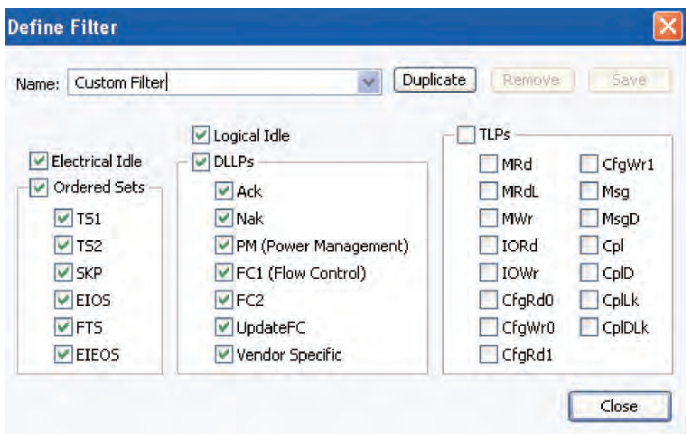 Define Filter
Name: Custom Filter Duplicate Remove Save
Electrical Idle
Ordered Sets
TS1
TS2
SKP
EIOS
FTS
EIEOS
Logical Idle
DLLPs
Ack
Nak
PM (Power Management)
FC1 (Flow Control)
FC2
UpdateFC
Vendor Specific
TLPs
MRd
MRdL
MWr
IORd
IOWr
CfgRd0
CfgWr0
CfgRd1
CfgWr1
Msg
MsgD
Cpl
CplD
CplLk
CplDLk
Close